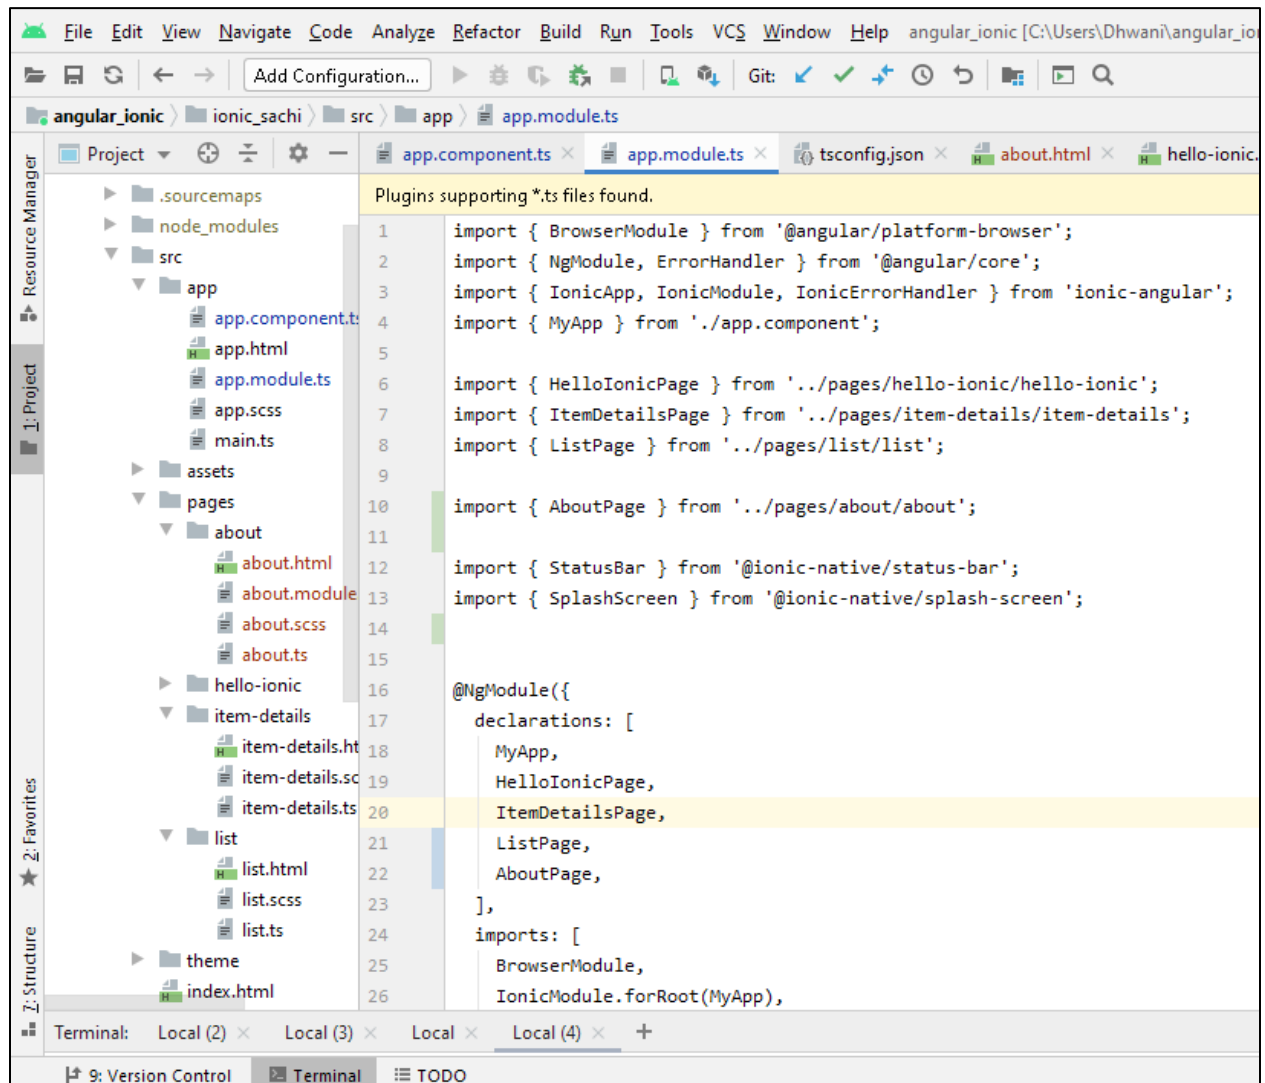 File Edit View Navigate Code Analyze Refactor Build Run Tools VCS Window Help angular_ionic [C:\Users\Dhwani\angular_io
Add Configuration... Git:
angular_ionic ionic_sachi src app app.module.ts
Project app.component.ts app.module.ts tsconfig.json about.html hello-ionic.
Plugins supporting *.ts files found.
Resource Manager
1: Project
2: Favorites
7: Structure
.sourcemaps
node_modules
src
app
app.component.ts
app.html
app.module.ts
app.scss
main.ts
assets
pages
about
about.html
about.module
about.scss
about.ts
hello-ionic
item-details
item-details.ht
item-details.sc
item-details.ts
list
list.html
list.scss
list.ts
theme
index.html
1 import { BrowserModule } from '@angular/platform-browser';
2 import { NgModule, ErrorHandler } from '@angular/core';
3 import { IonicApp, IonicModule, IonicErrorHandler } from 'ionic-angular';
4 import { MyApp } from './app.component';
5
6 import { HelloIonicPage } from '../pages/hello-ionic/hello-ionic';
7 import { ItemDetailsPage } from '../pages/item-details/item-details';
8 import { ListPage } from '../pages/list/list';
9
10 import { AboutPage } from '../pages/about/about';
11
12 import { StatusBar } from '@ionic-native/status-bar';
13 import { SplashScreen } from '@ionic-native/splash-screen';
14
15
16 @NgModule({
17 declarations: [
18 MyApp,
19 HelloIonicPage,
20 ItemDetailsPage,
21 ListPage,
22 AboutPage,
23 ],
24 imports: [
25 BrowserModule,
26 IonicModule.forRoot(MyApp),
Terminal: Local (2) Local (3) Local Local (4)
9: Version Control Terminal TODO